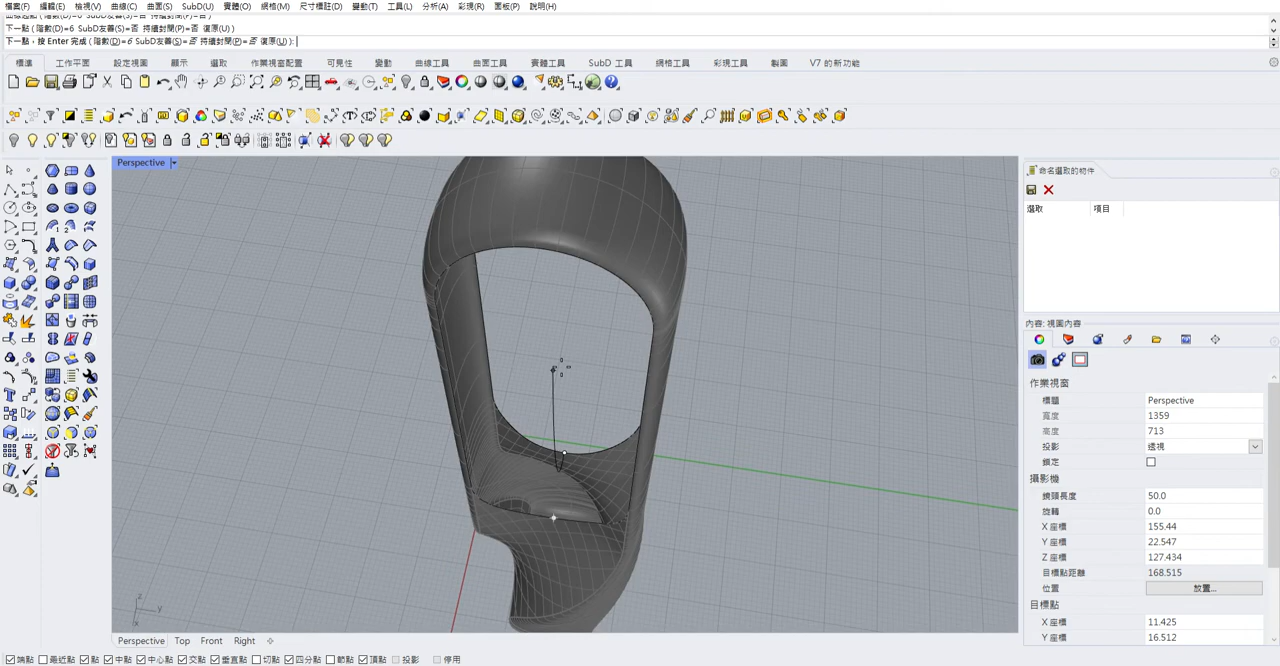 檔案(F) 編輯(E) 檢視(V) 曲線(C) 曲面(S) SubD(U) 實體(O) 網格(M) 尺寸標註(D) 變動(T) 工具(L) 分析(A) 彩現(R) 面板(P) 說明(H)
下一點 ( 階數(D)=6 SubD友善(S)=否 持續封閉(P)=否 復原(U) )
下一點，按 Enter 完成 ( 階數(D)=6 SubD友善(S)=否 持續封閉(P)=否 復原(U) ):
標準 工作平面 設定視圖 顯示 選取 工作視窗配置 可見性 變動 曲線工具 曲面工具 實體工具 SubD 工具 網格工具 彩現工具 製圖 V7 的新功能
Perspective
命名選取的物件
選取 項目
內容: 視圖內容
作業視窗
標題 Perspective
寬度 1359
高度 713
投影 透視
鎖定
攝影機
鏡頭長度 50.0
旋轉 0.0
X 座標 155.44
Y 座標 22.547
Z 座標 127.434
目標點距離 168.515
位置 放置...
目標點
X 座標 11.425
Y 座標 16.512
z
y
x
Perspective Top Front Right
端點 最近點 點 中點 中心點 交點 垂直點 切點 四分點 節點 頂點 投影 停用